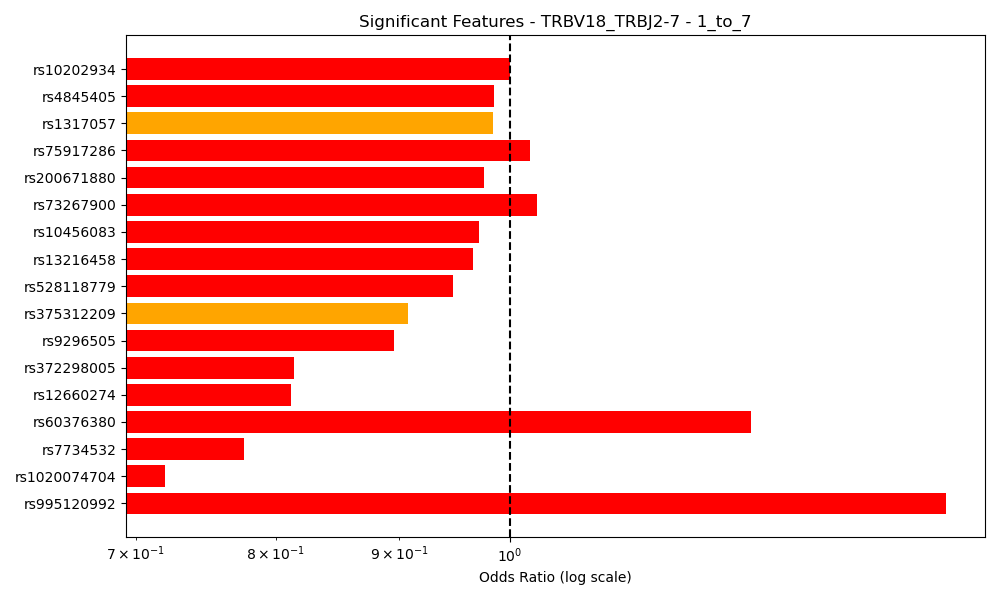 Significant Features - TRBV18_TRBJ2-7 - 1_to_7
rs10202934
rs4845405
rs1317057
rs75917286
rs200671880
rs73267900
rs10456083
rs13216458
rs528118779
rs375312209
rs9296505
rs372298005
rs12660274
rs60376380
rs7734532
rs1020074704
rs995120992
7 × 10⁻¹ 8 × 10⁻¹ 9 × 10⁻¹ 10⁰
Odds Ratio (log scale)